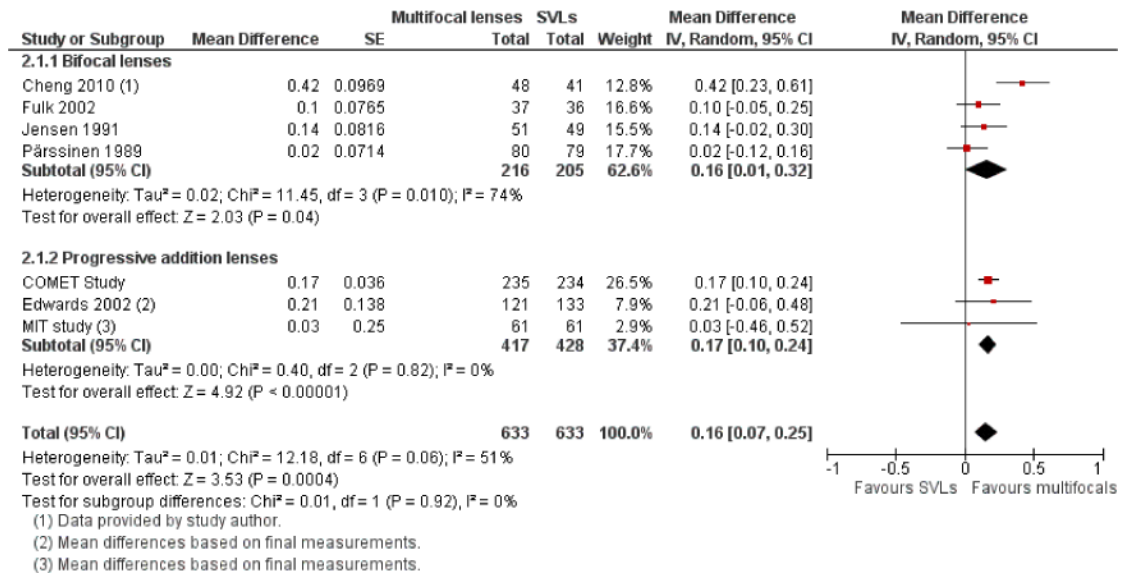 Multifocal lenses SVLs Mean Difference Mean Difference
Study or Subgroup Mean Difference SE Total Total Weight IV, Random, 95% CI IV, Random, 95% CI
2.1.1 Bifocal lenses
Cheng 2010 (1) 0.42 0.0969 48 41 12.8% 0.42 [0.23, 0.61]
Fulk 2002 0.1 0.0765 37 36 16.6% 0.10 [-0.05, 0.25]
Jensen 1991 0.14 0.0816 51 49 15.5% 0.14 [-0.02, 0.30]
Pärssinen 1989 0.02 0.0714 80 79 17.7% 0.02 [-0.12, 0.16]
Subtotal (95% CI) 216 205 62.6% 0.16 [0.01, 0.32]
Heterogeneity: Tau² = 0.02; Chi² = 11.45, df = 3 (P = 0.010); I² = 74%
Test for overall effect: Z = 2.03 (P = 0.04)
2.1.2 Progressive addition lenses
COMET Study 0.17 0.036 235 234 26.5% 0.17 [0.10, 0.24]
Edwards 2002 (2) 0.21 0.138 121 133 7.9% 0.21 [-0.06, 0.48]
MIT study (3) 0.03 0.25 61 61 2.9% 0.03 [-0.46, 0.52]
Subtotal (95% CI) 417 428 37.4% 0.17 [0.10, 0.24]
Heterogeneity: Tau² = 0.00; Chi² = 0.40, df = 2 (P = 0.82); I² = 0%
Test for overall effect: Z = 4.92 (P < 0.00001)
Total (95% CI) 633 633 100.0% 0.16 [0.07, 0.25]
Heterogeneity: Tau² = 0.01; Chi² = 12.18, df = 6 (P = 0.06); I² = 51%
Test for overall effect: Z = 3.53 (P = 0.0004)
Test for subgroup differences: Chi² = 0.01, df = 1 (P = 0.92), I² = 0%
-1 -0.5 0 0.5 1
Favours SVLs Favours multifocals
(1) Data provided by study author.
(2) Mean differences based on final measurements.
(3) Mean differences based on final measurements.